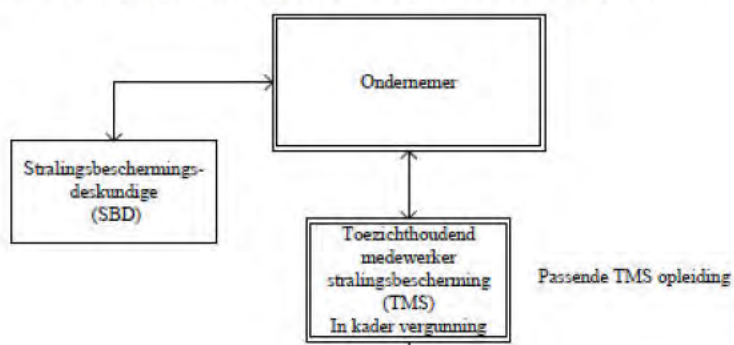 Ondernemer
Stralingsbeschermings-
deskundige
(SBD)
Toezichthoudend
medewerker
stralingsbescherming
(TMS)
In kader vergunning
Passende TMS opleiding